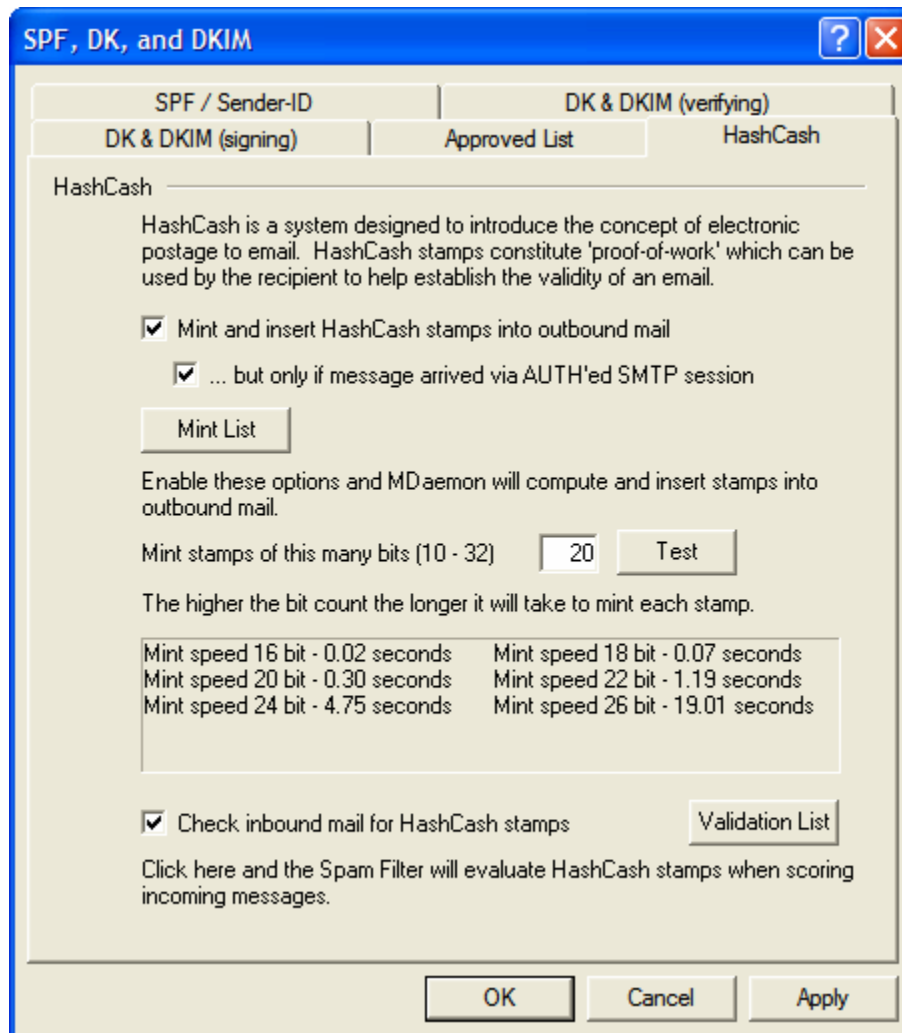 SPF, DK, and DKIM
SPF / Sender-ID
DK & DKIM (verifying)
DK & DKIM (signing)
Approved List
HashCash
HashCash
HashCash is a system designed to introduce the concept of electronic
postage to email.  HashCash stamps constitute 'proof-of-work' which can be
used by the recipient to help establish the validity of an email.
Mint and insert HashCash stamps into outbound mail
... but only if message arrived via AUTH'ed SMTP session
Mint List
Enable these options and MDaemon will compute and insert stamps into
outbound mail.
Mint stamps of this many bits (10 - 32)
20
Test
The higher the bit count the longer it will take to mint each stamp.
Mint speed 16 bit - 0.02 seconds
Mint speed 18 bit - 0.07 seconds
Mint speed 20 bit - 0.30 seconds
Mint speed 22 bit - 1.19 seconds
Mint speed 24 bit - 4.75 seconds
Mint speed 26 bit - 19.01 seconds
Check inbound mail for HashCash stamps
Validation List
Click here and the Spam Filter will evaluate HashCash stamps when scoring
incoming messages.
OK
Cancel
Apply